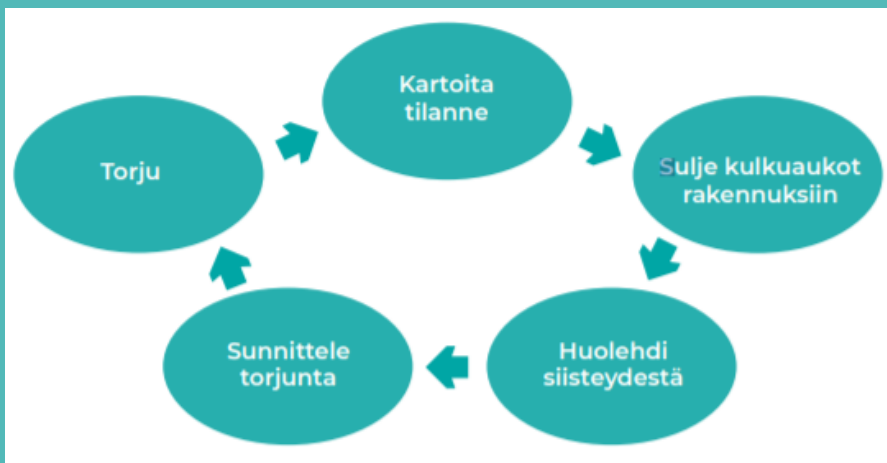 Kartoita
tilanne
Sulje kulkuaukot
rakennuksiin
Huolehdi
siisteydestä
Sunnittele
torjunta
Torju